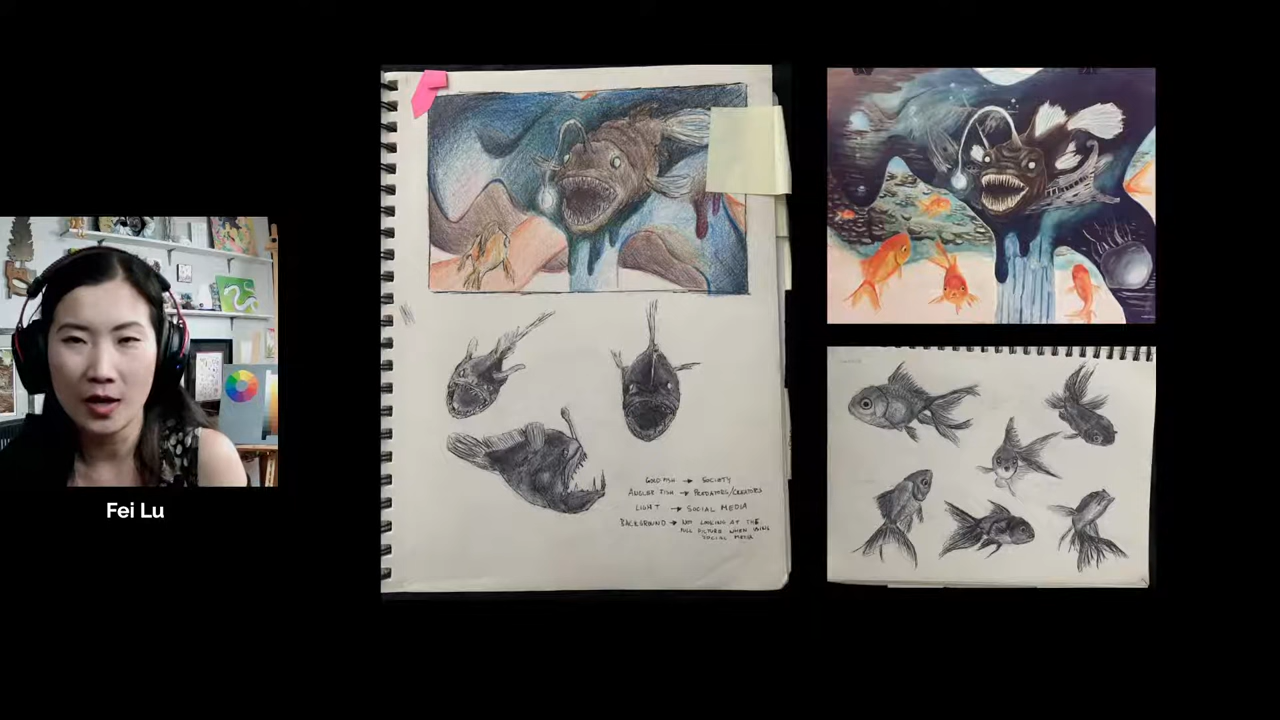 Fei Lu
GOLDFISH → SOCIETY
ANGLER FISH → PREDATORS/CREATORS
LIGHT → SOCIAL MEDIA
BACKGROUND → NOT LOOKING AT THE
FULL PICTURE WHEN USING
SOCIAL MEDIA